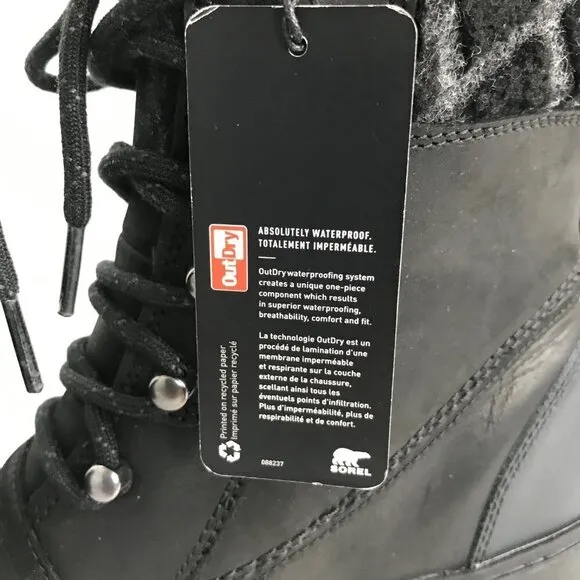 OutDry
ABSOLUTELY WATERPROOF.
TOTALEMENT IMPERMÉABLE.
OutDry waterproofing system
creates a unique one-piece
component which results
in superior waterproofing,
breathability, comfort and fit.
La technologie OutDry est un
procédé de lamination d'une
membrane imperméable
et respirante sur la couche
externe de la chaussure,
scellant ainsi tous les
éventuels points d'infiltration.
Plus d'imperméabilité, plus de
respirabilité et de confort.
Printed on recycled paper
Imprimé sur papier recyclé
088237
SOREL